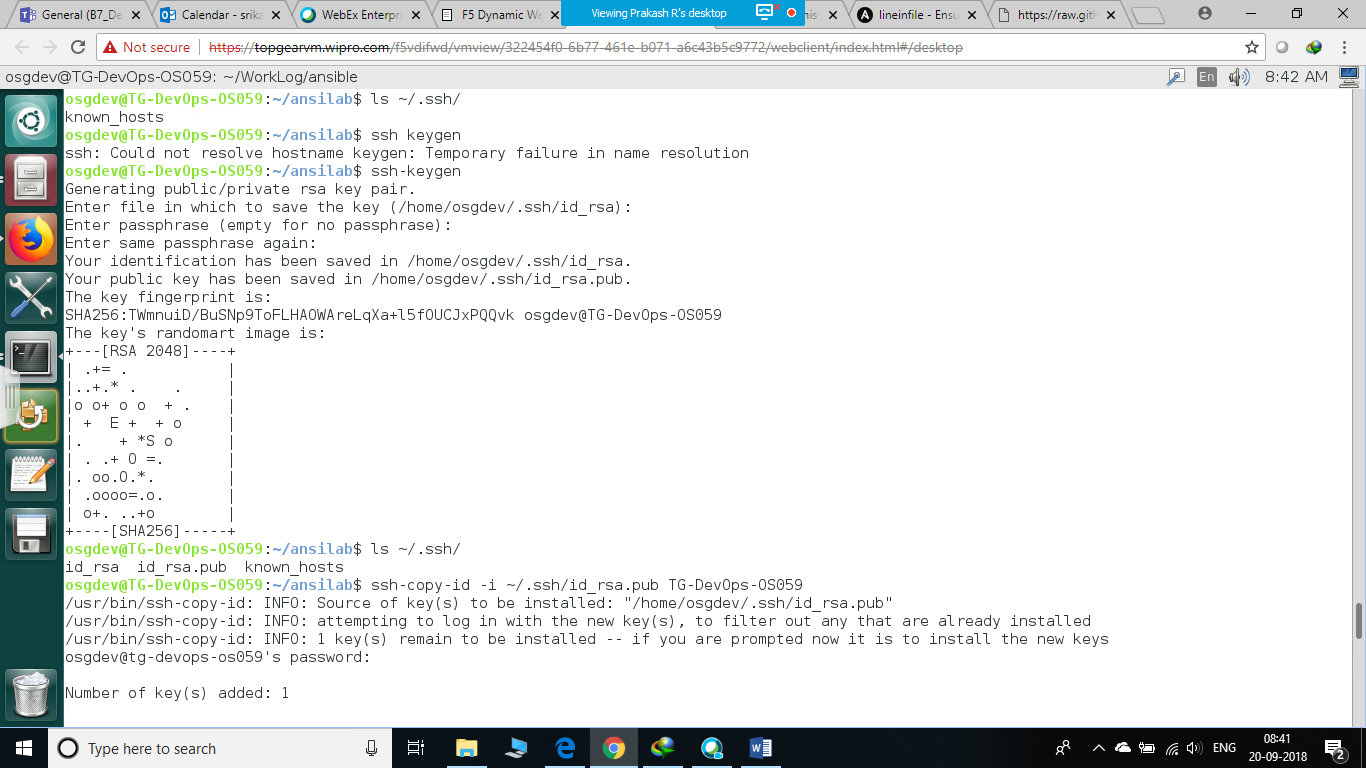 General (B7_De
Calendar - srika
WebEx Enterpri
F5 Dynamic We
Viewing Prakash R's desktop
niss
lineinfile - Ensu
https://raw.gith
Not secure
https://topgearvm.wipro.com/f5vdifwd/vmview/322454f0-6b77-461e-b071-a6c43b5c9772/webclient/index.html#/desktop
osgdev@TG-DevOps-OS059: ~/WorkLog/ansible
En
8:42 AM
osgdev@TG-DevOps-OS059:~/ansilab$ ls ~/.ssh/
known_hosts
osgdev@TG-DevOps-OS059:~/ansilab$ ssh keygen
ssh: Could not resolve hostname keygen: Temporary failure in name resolution
osgdev@TG-DevOps-OS059:~/ansilab$ ssh-keygen
Generating public/private rsa key pair.
Enter file in which to save the key (/home/osgdev/.ssh/id_rsa):
Enter passphrase (empty for no passphrase):
Enter same passphrase again:
Your identification has been saved in /home/osgdev/.ssh/id_rsa.
Your public key has been saved in /home/osgdev/.ssh/id_rsa.pub.
The key fingerprint is:
SHA256:TWmnuiD/BuSNp9ToFLHAOWAreLqXa+l5fOUCJxPQQvk osgdev@TG-DevOps-OS059
The key's randomart image is:
+---[RSA 2048]----+
| .+= .           |
|..+.* .    .     |
|o o+ o o  + .    |
| +  E +  + o     |
|.    + *S o      |
| . .+ O =.       |
|. oo.O.*.        |
| .oooo=.o.       |
| o+. ..+o        |
+----[SHA256]-----+
osgdev@TG-DevOps-OS059:~/ansilab$ ls ~/.ssh/
id_rsa  id_rsa.pub  known_hosts
osgdev@TG-DevOps-OS059:~/ansilab$ ssh-copy-id -i ~/.ssh/id_rsa.pub TG-DevOps-OS059
/usr/bin/ssh-copy-id: INFO: Source of key(s) to be installed: "/home/osgdev/.ssh/id_rsa.pub"
/usr/bin/ssh-copy-id: INFO: attempting to log in with the new key(s), to filter out any that are already installed
/usr/bin/ssh-copy-id: INFO: 1 key(s) remain to be installed -- if you are prompted now it is to install the new keys
osgdev@tg-devops-os059's password:
Number of key(s) added: 1
Type here to search
ENG
08:41
20-09-2018
2